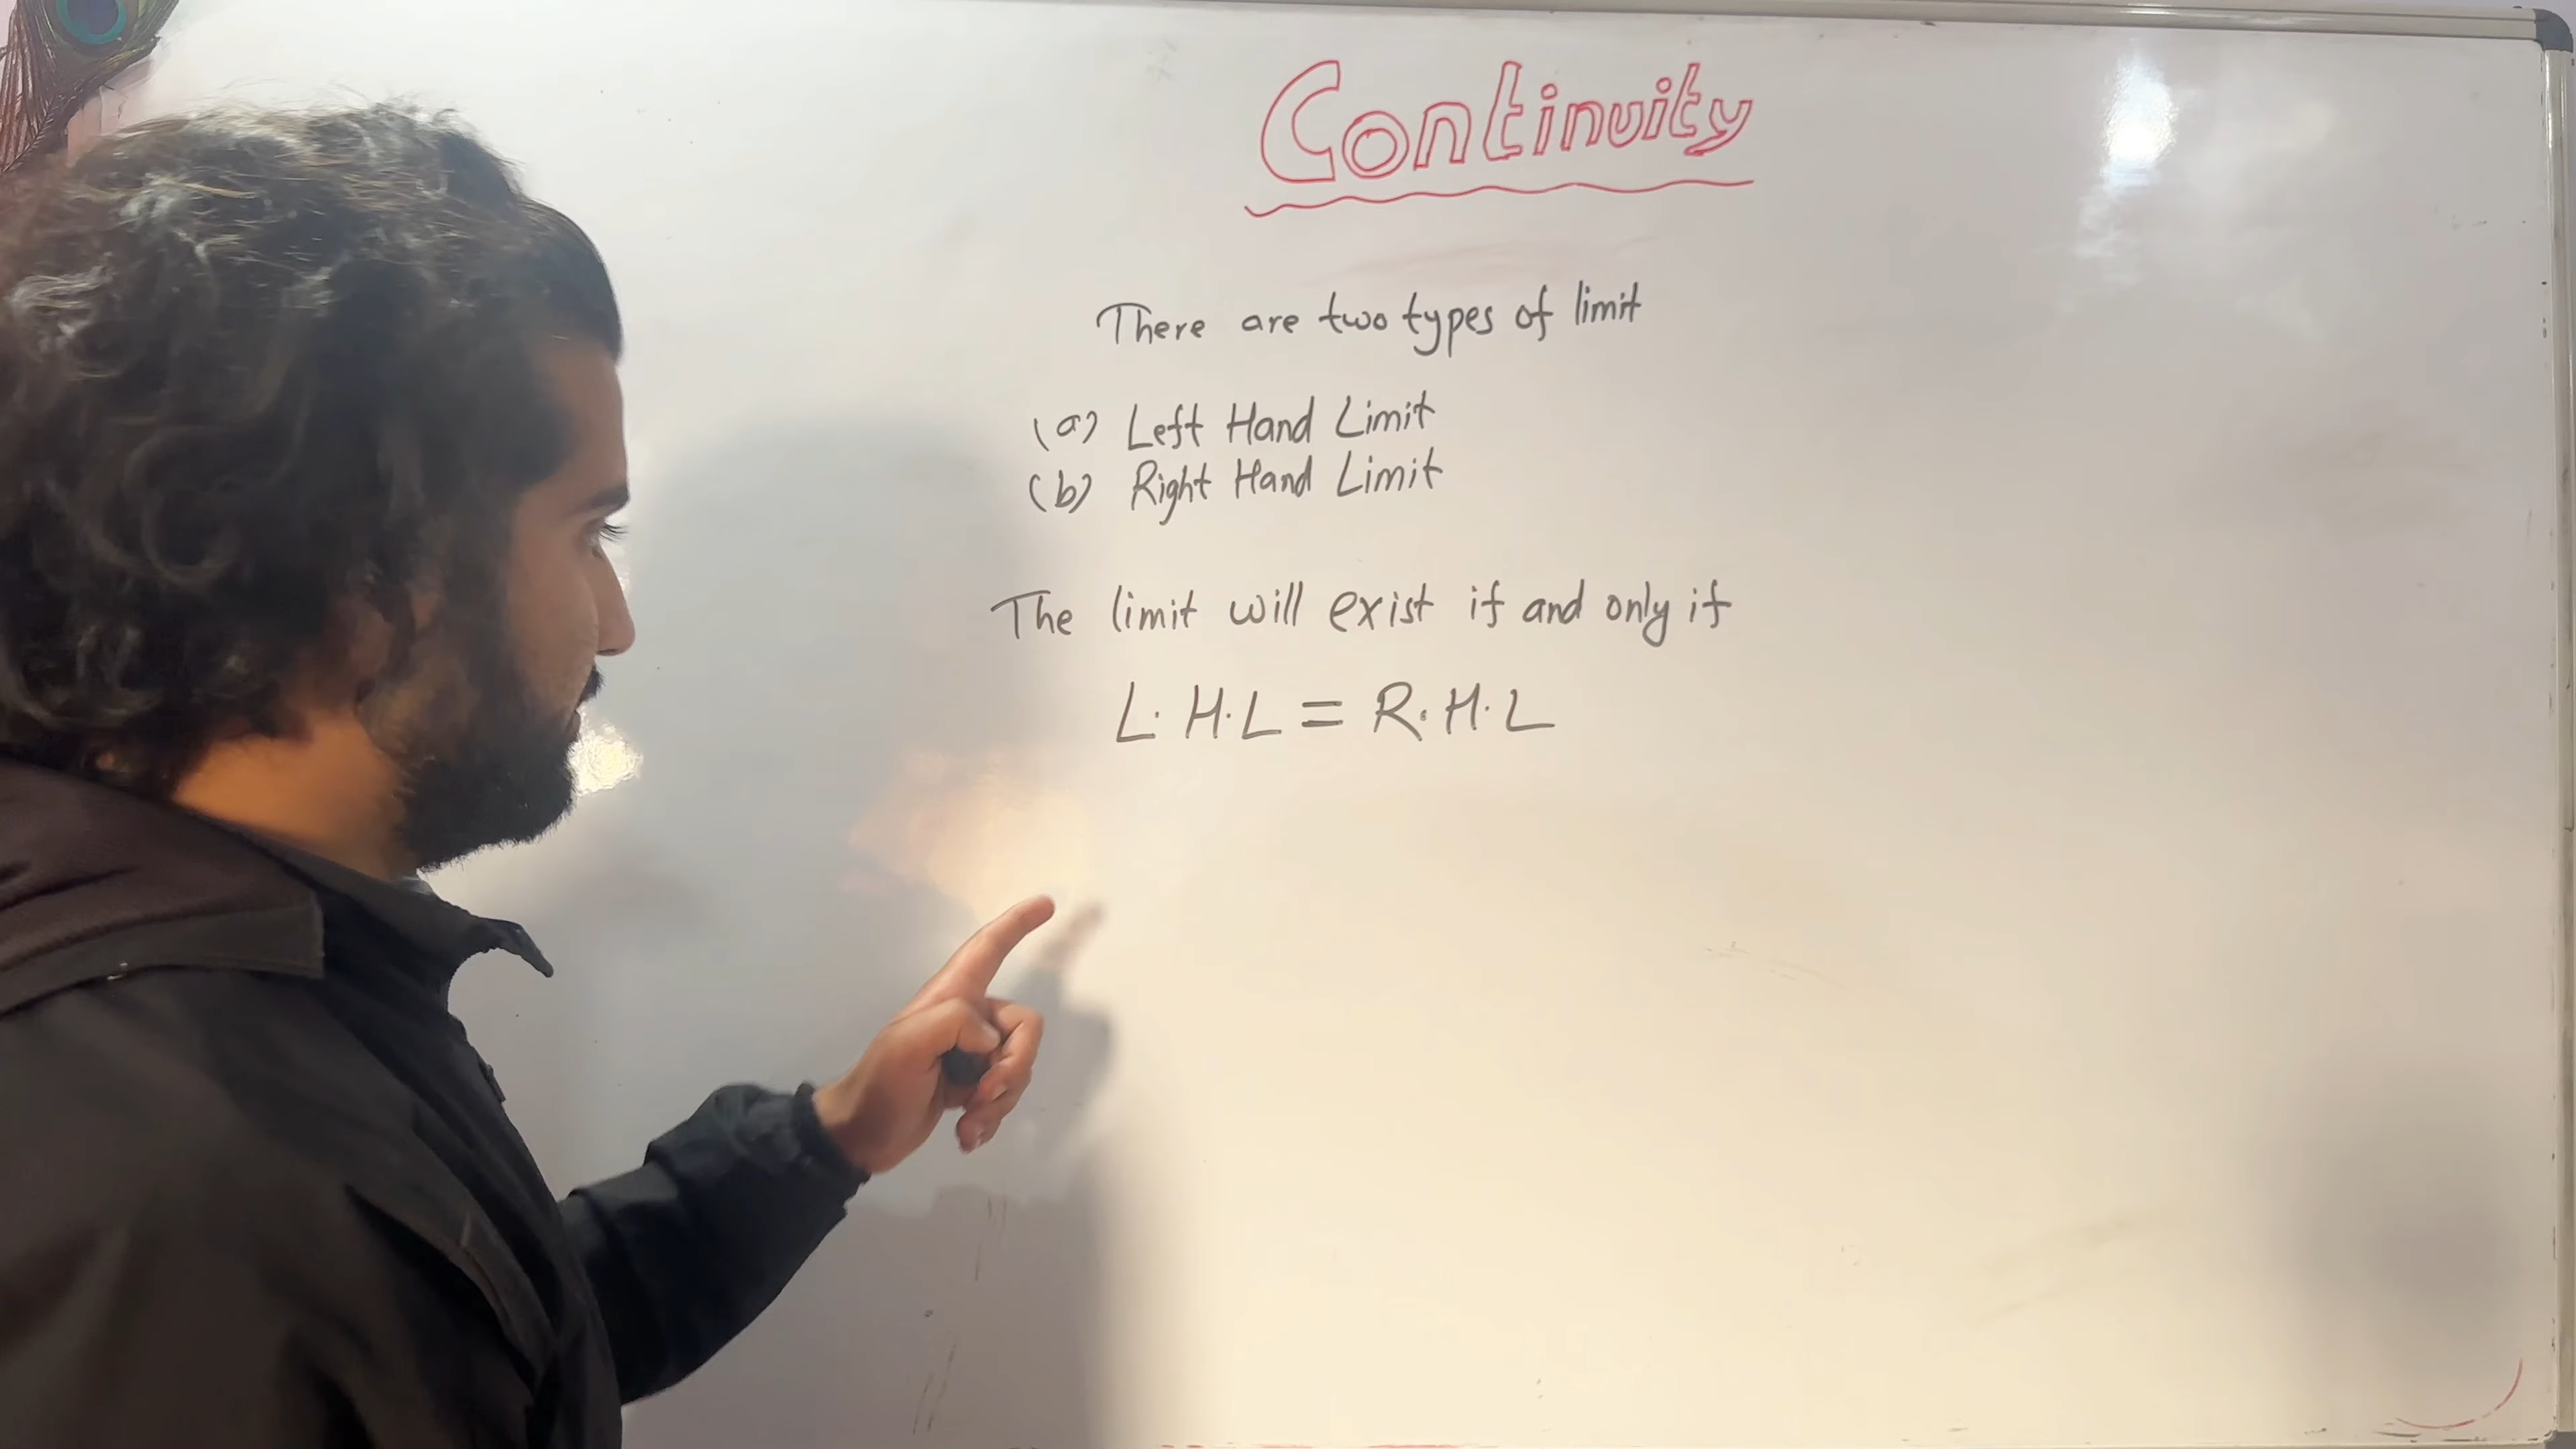 Continuity
There are two types of limit
(a) Left Hand Limit
(b) Right Hand Limit
The limit will exist if and only if
L.H.L = R.H.L